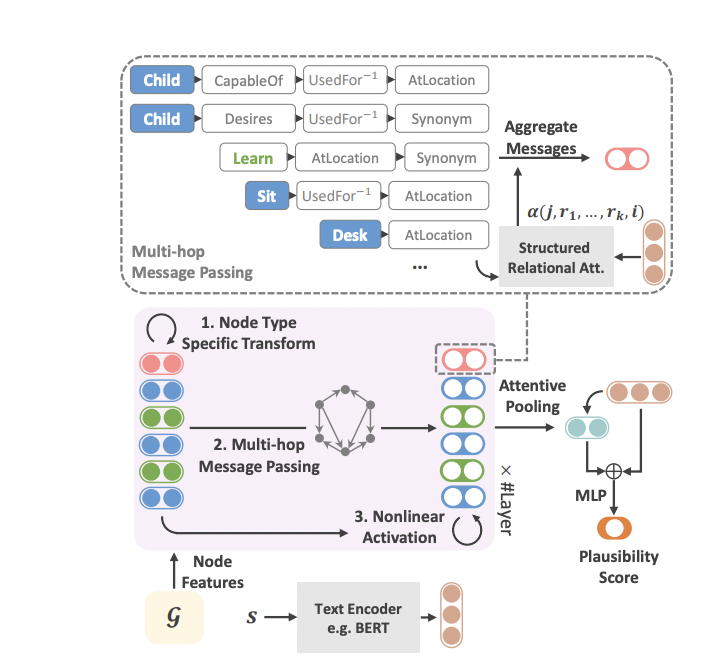 Child CapableOf UsedFor⁻¹ AtLocation
Child Desires UsedFor⁻¹ Synonym
Aggregate
Messages
Learn AtLocation Synonym
Sit UsedFor⁻¹ AtLocation
α(j, r₁, …, rₖ, i)
Desk AtLocation
Structured
Relational Att.
Multi-hop
Message Passing
...
1. Node Type
Specific Transform
Attentive
Pooling
2. Multi-hop
Message Passing
× #Layer
MLP
3. Nonlinear
Activation
Plausibility
Score
Node
Features
𝒢
s
Text Encoder
e.g. BERT